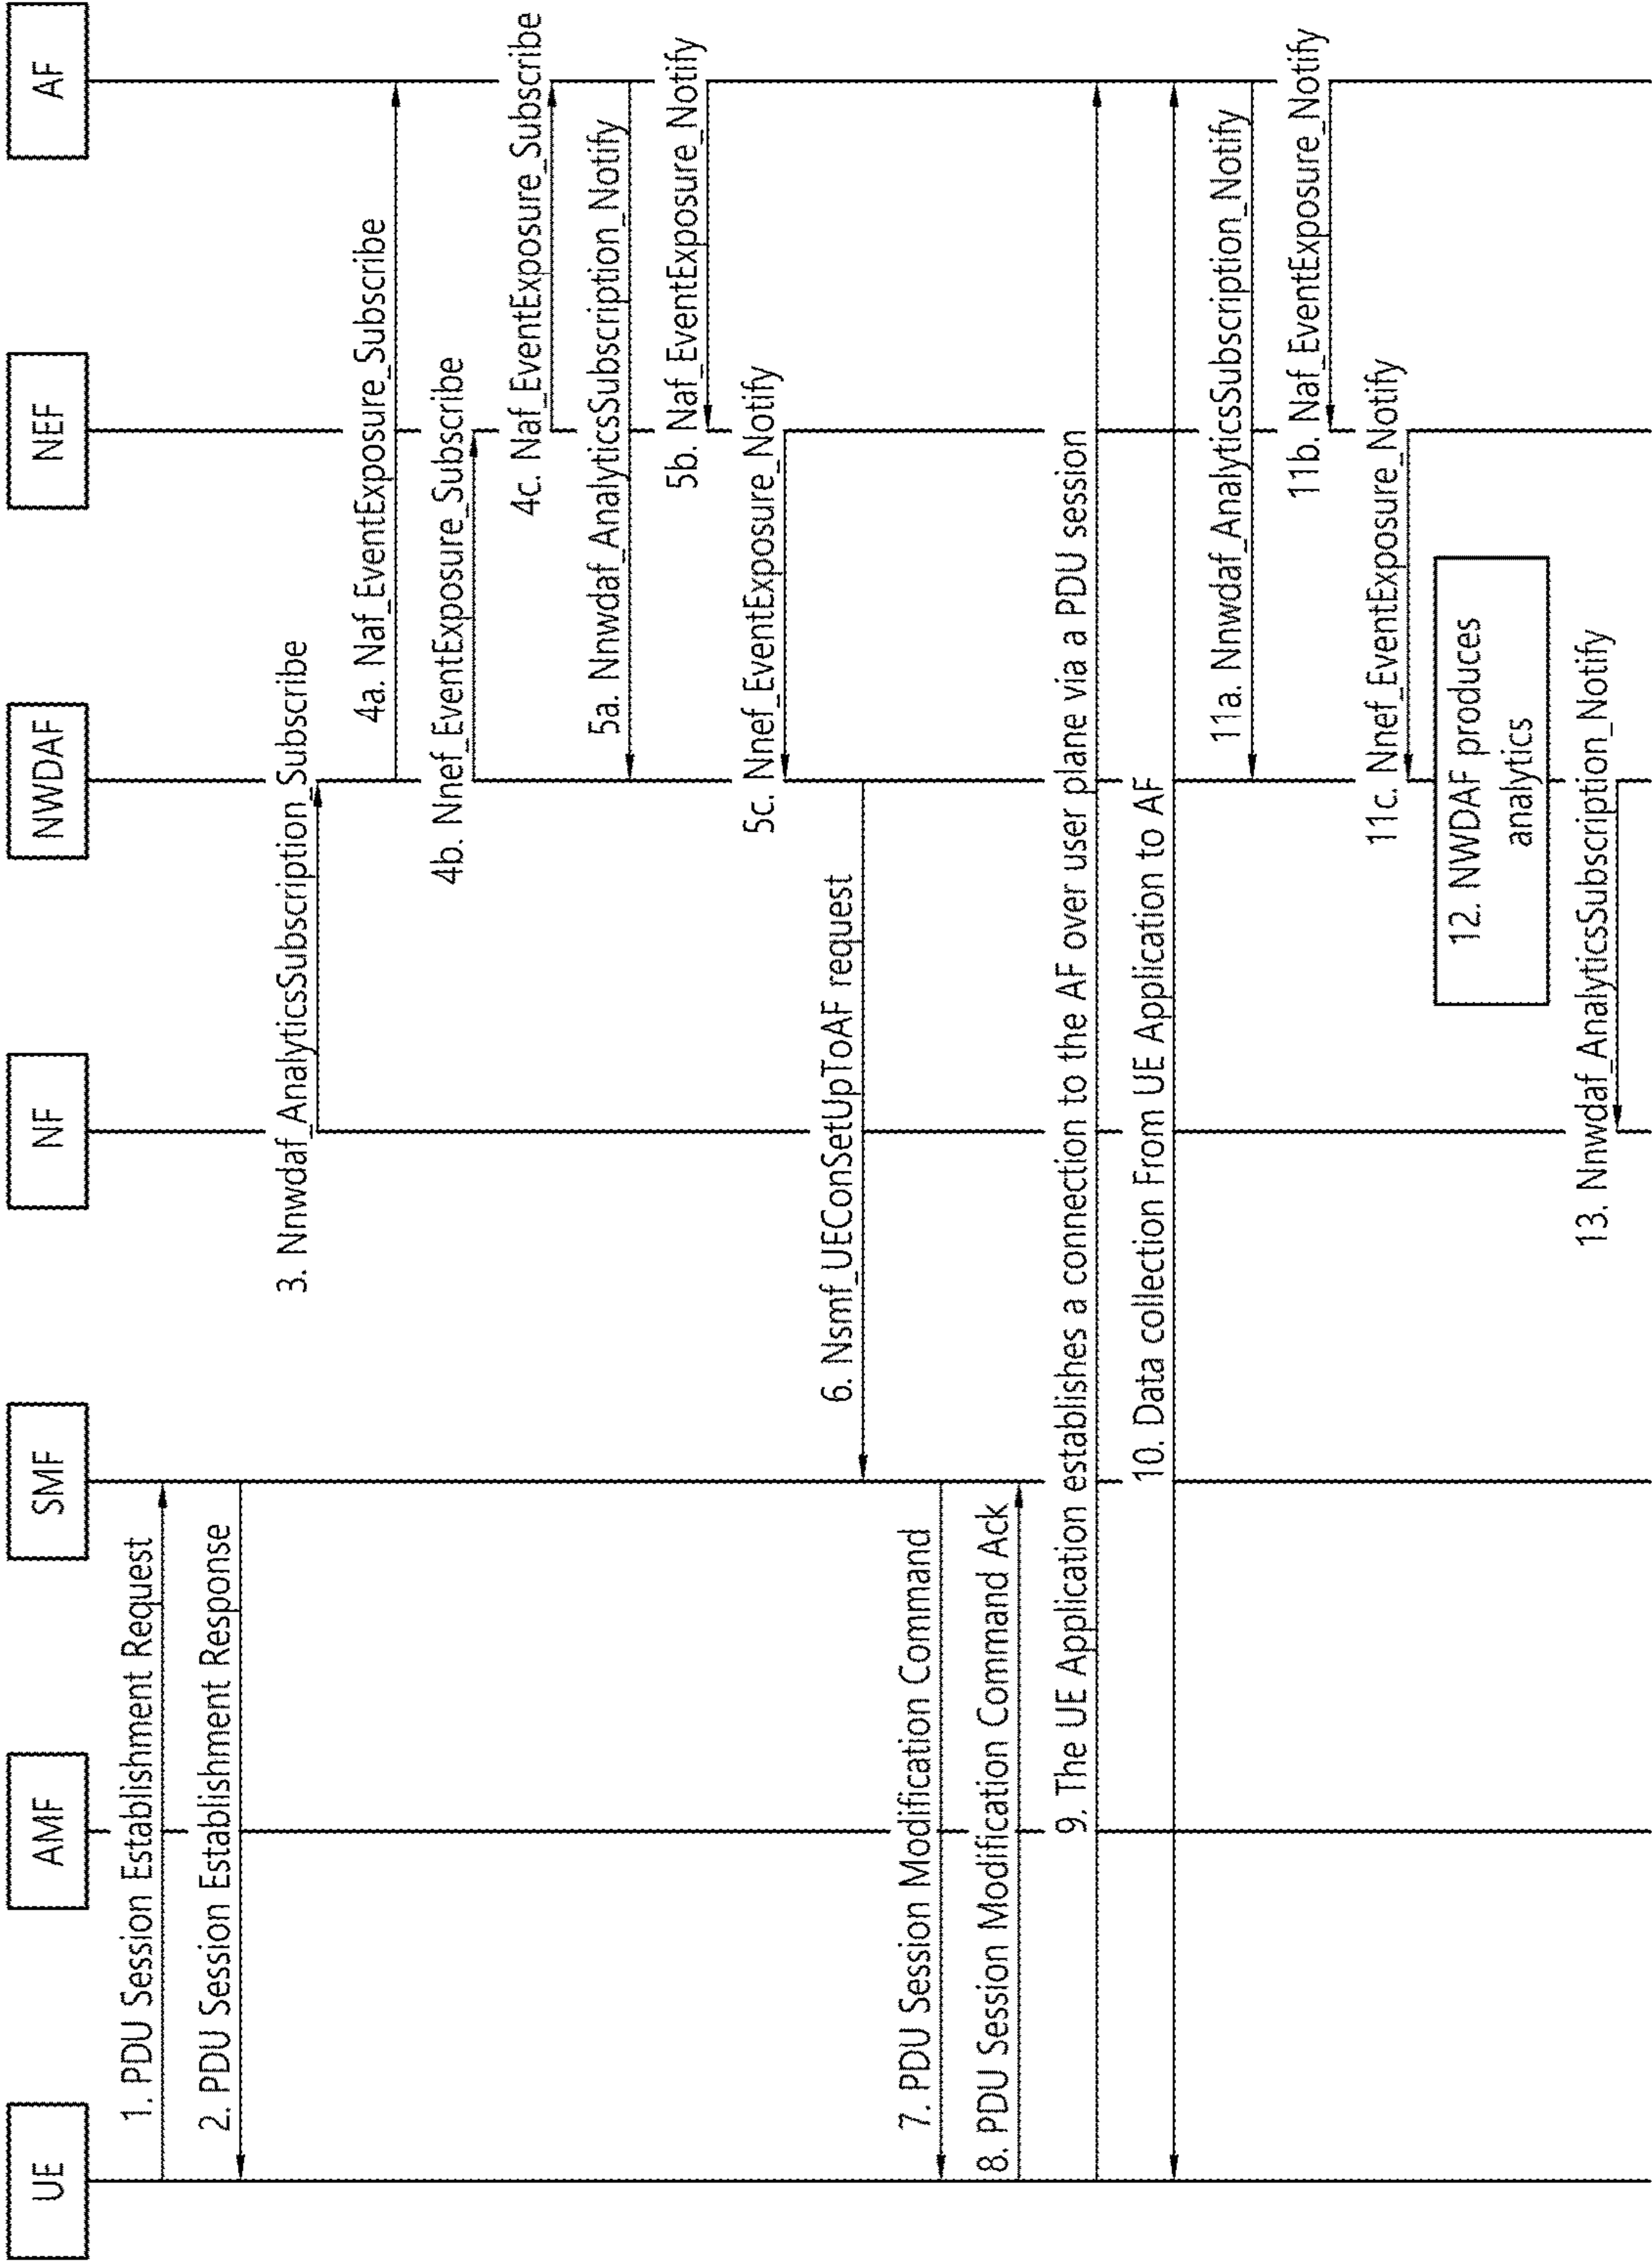 UE
AMF
SMF
NF
NWDAF
NEF
AF
1. PDU Session Establishment Request
2. PDU Session Establishment Response
3. Nnwdaf_AnalyticsSubscription_Subscribe
4a. Naf_EventExposure_Subscribe
4b. Nnef_EventExposure_Subscribe
4c. Naf_EventExposure_Subscribe
5a. Nnwdaf_AnalyticsSubscription_Notify
5b. Naf_EventExposure_Notify
5c. Nnef_EventExposure_Notify
6. Nsmf_UEConSetUpToAF request
7. PDU Session Modification Command
8. PDU Session Modification Command Ack
9. The UE Application establishes a connection to the AF over user plane via a PDU session
10. Data collection From UE Application to AF
11a. Nnwdaf_AnalyticsSubscription_Notify
11b. Naf_EventExposure_Notify
11c. Nnef_EventExposure_Notify
12. NWDAF produces
analytics
13. Nnwdaf_AnalyticsSubscription_Notify